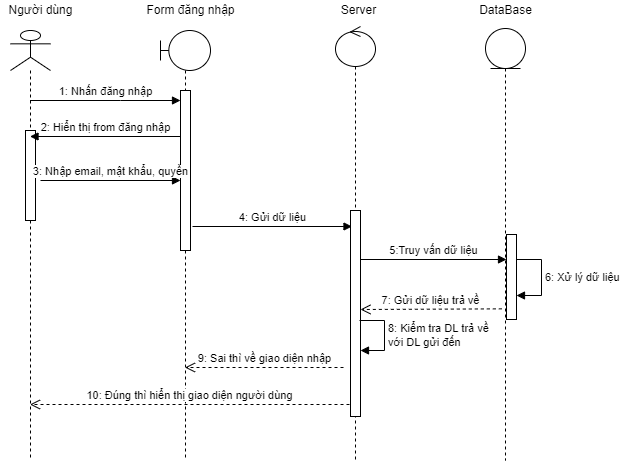 Người dùng
Form đăng nhập
Server
DataBase
1: Nhấn đăng nhập
2: Hiển thị from đăng nhập
3: Nhập email, mật khẩu, quyền
4: Gửi dữ liệu
5:Truy vấn dữ liệu
6: Xử lý dữ liệu
7: Gửi dữ liệu trả về
8: Kiểm tra DL trả về
với DL gửi đến
9: Sai thì về giao diện nhập
10: Đúng thì hiển thị giao diện người dùng